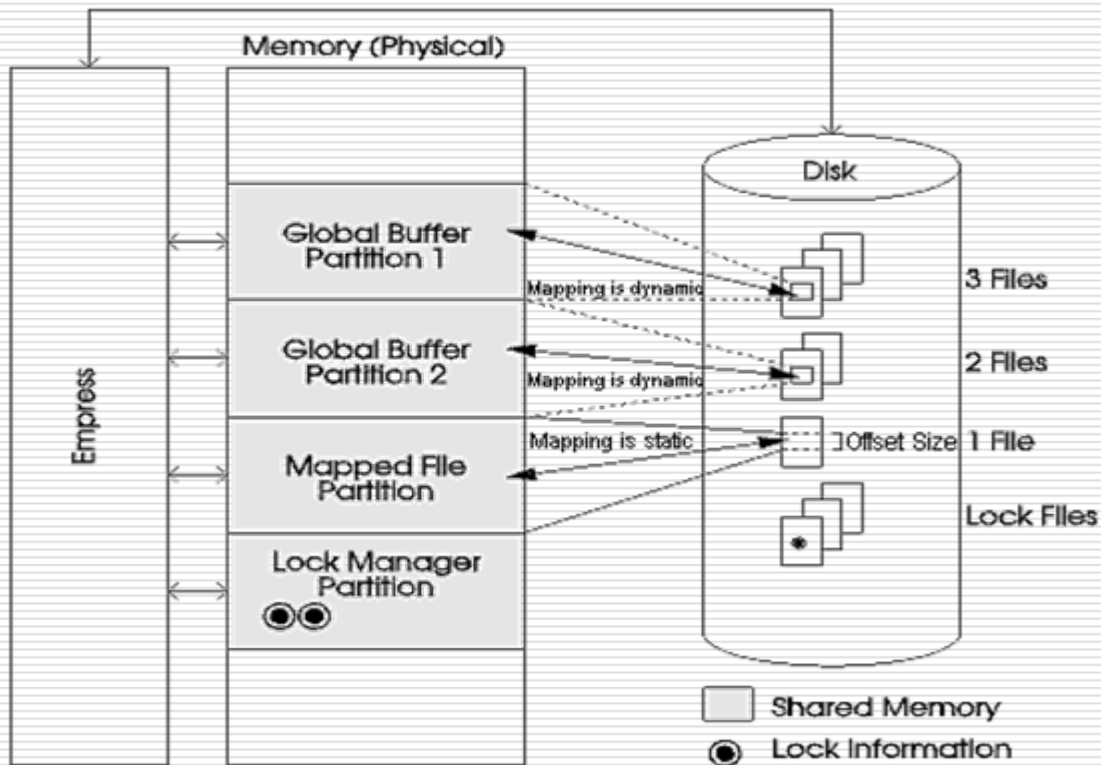 Memory (Physical)
Disk
Global Buffer
Partition 1
Mapping is dynamic
3 Files
Global Buffer
Partition 2
Mapping is dynamic
2 Files
Empress
Mapping is static
Offset Size
1 File
Mapped File
Partition
Lock Files
Lock Manager
Partition
Shared Memory
Lock Information